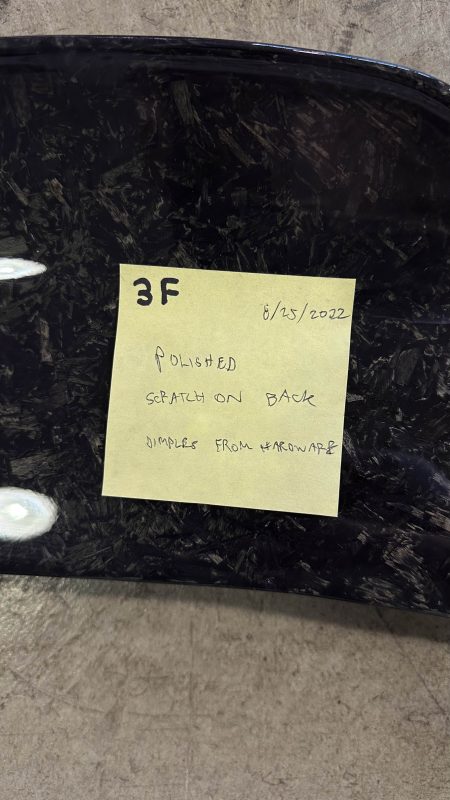 3F
8/25/2022
POLISHED
SCRATCH ON BACK
DIMPLES FROM HARDWARE